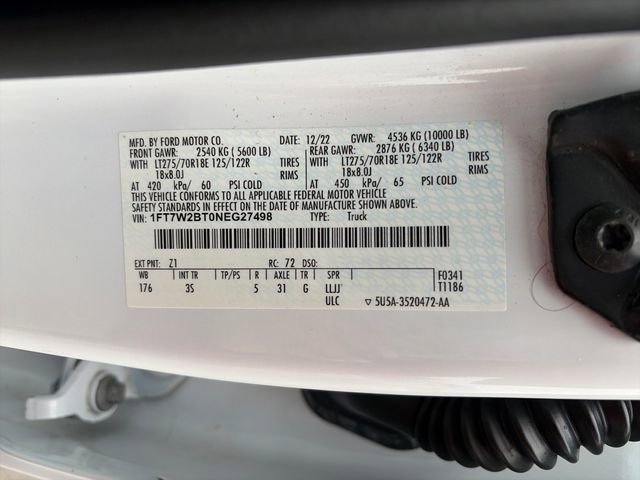 MFD. BY FORD MOTOR CO. DATE: 12/22 GVWR: 4536 KG (10000 LB)
FRONT GAWR: 2540 KG ( 5600 LB) REAR GAWR: 2876 KG ( 6340 LB)
WITH LT275/70R18E 125/122R TIRES WITH LT275/70R18E 125/122R TIRES
18x8.0J RIMS 18x8.0J RIMS
AT 420 kPa/ 60 PSI COLD AT 450 kPa/ 65 PSI COLD
THIS VEHICLE CONFORMS TO ALL APPLICABLE FEDERAL MOTOR VEHICLE
SAFETY STANDARDS IN EFFECT ON THE DATE OF MANUFACTURE SHOWN ABOVE.
VIN: 1FT7W2BT0NEG27498 TYPE: Truck
EXT PNT: Z1 RC: 72 DSO: F0341
WB INT TR TP/PS R AXLE TR SPR T1186
176 3S 5 31 G LLJJ
ULC ▽ 5U5A-3520472-AA